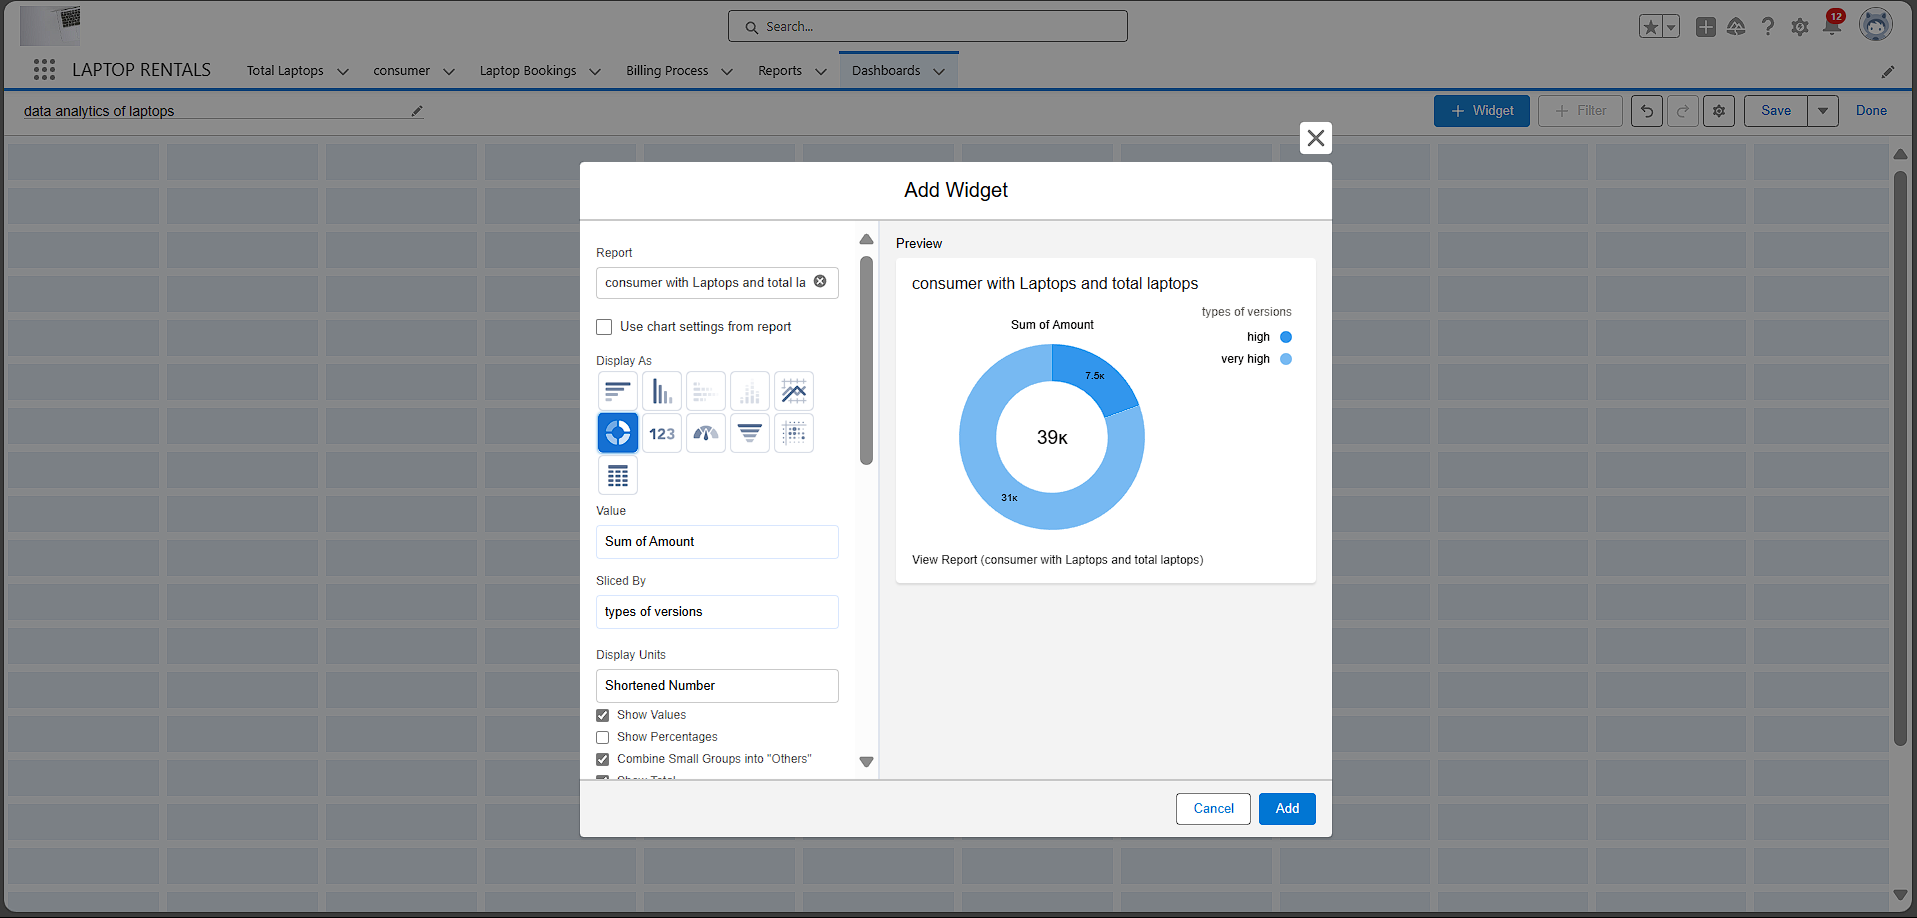 Search...
12
LAPTOP RENTALS
Total Laptops
consumer
Laptop Bookings
Billing Process
Reports
Dashboards
data analytics of laptops
Widget
Filter
Save
Done
Add Widget
Report
consumer with Laptops and total la
Use chart settings from report
Display As
123
Value
Sum of Amount
Sliced By
types of versions
Display Units
Shortened Number
Show Values
Show Percentages
Combine Small Groups into "Others"
Show Total
Preview
consumer with Laptops and total laptops
types of versions
high
very high
Sum of Amount
7.5K
39K
31K
View Report (consumer with Laptops and total laptops)
Cancel
Add